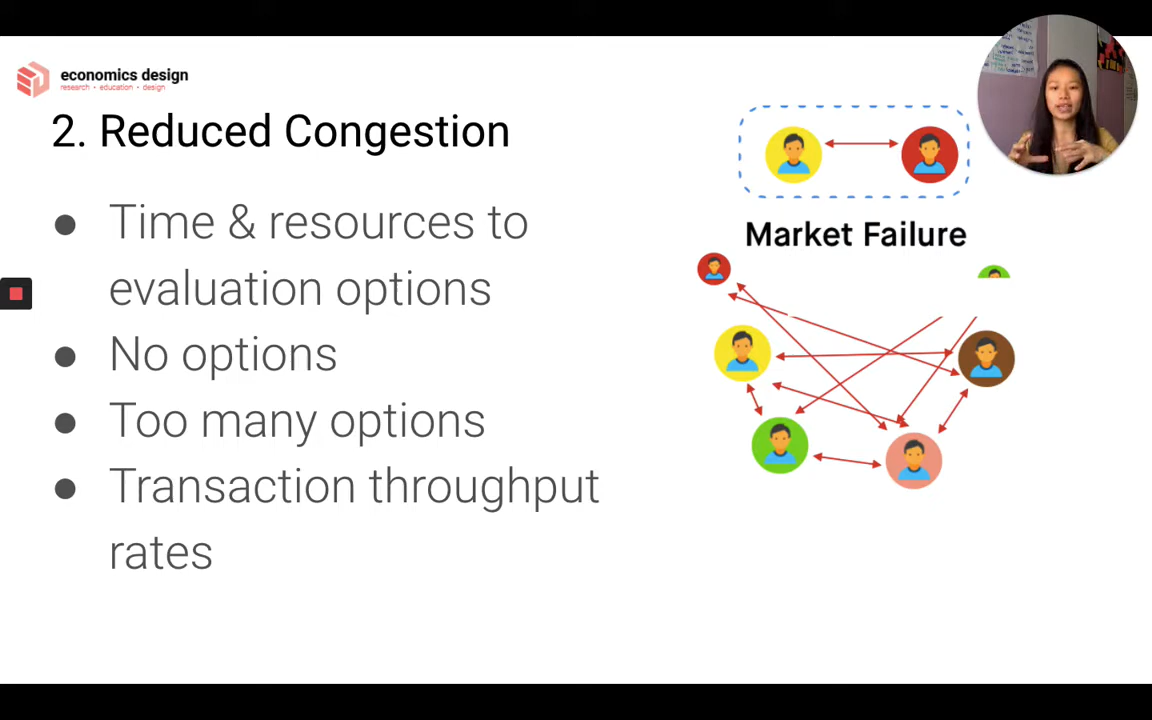 economics design
research • education • design
2. Reduced Congestion
● Time & resources to
evaluation options
● No options
● Too many options
● Transaction throughput
rates
Market Failure